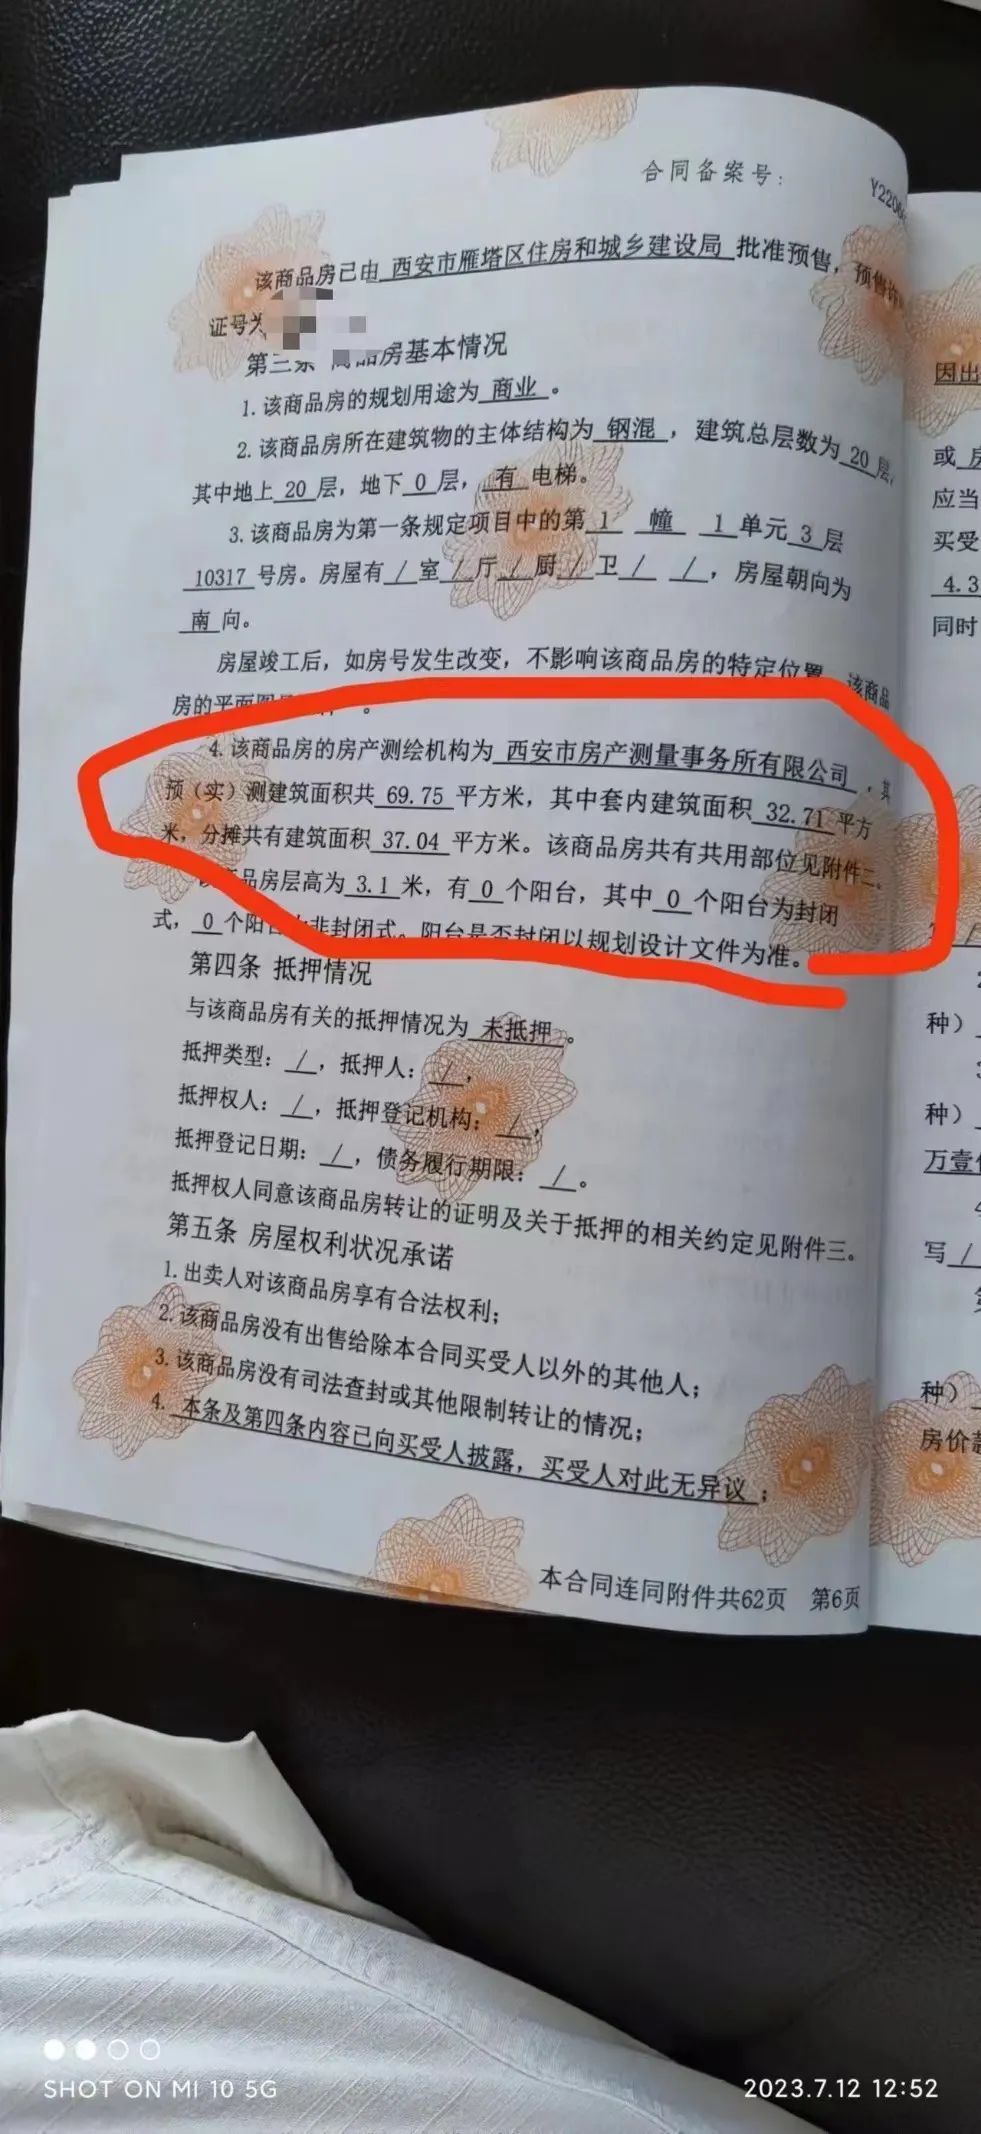 合同备案号：
Y2206
该商品房已由 西安市雁塔区住房和城乡建设局 批准预售，预售许
证号为
第三条 商品房基本情况
1.该商品房的规划用途为 商业 。
2.该商品房所在建筑物的主体结构为 钢混 ，建筑总层数为 20 层，
其中地上 20 层，地下 0 层， 有 电梯。
3.该商品房为第一条规定项目中的第 1 幢 1 单元 3 层
10317 号房。房屋有 / 室 / 厅 / 厨 / 卫 / / ，房屋朝向为
南 向。
房屋竣工后，如房号发生改变，不影响该商品房的特定位置。该商品
房的平面图
4.该商品房的房产测绘机构为 西安市房产测量事务所有限公司 ，其
预（实）测建筑面积共 69.75 平方米，其中套内建筑面积 32.71 平方
米，分摊共有建筑面积 37.04 平方米。该商品房共有共用部位见附件二。
该商品房层高为 3.1 米，有 0 个阳台，其中 0 个阳台为封闭
式， 0 个阳台为非封闭式。阳台是否封闭以规划设计文件为准。
第四条 抵押情况
与该商品房有关的抵押情况为 未抵押 。
抵押类型： / ，抵押人： / ，
抵押权人： / ，抵押登记机构： / ，
抵押登记日期： / ，债务履行期限： / 。
抵押权人同意该商品房转让的证明及关于抵押的相关约定见附件三。
第五条 房屋权利状况承诺
1.出卖人对该商品房享有合法权利；
2.该商品房没有出售给除本合同买受人以外的其他人；
3.该商品房没有司法查封或其他限制转让的情况；
4. 本条及第四条内容已向买受人披露，买受人对此无异议 ；
本合同连同附件共62页 第6页
因出
或
应当
买受
4.3
同时
种）
种）
万壹
写 /
种）
房价款
SHOT ON MI 10 5G
2023.7.12 12:52